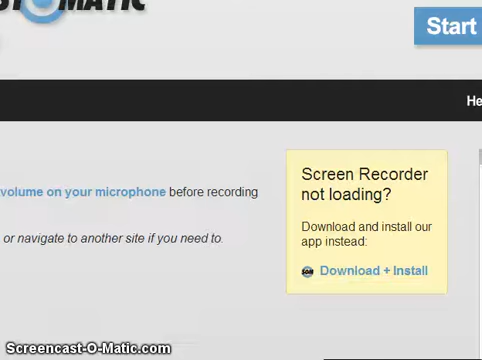 Start
He
volume on your microphone before recording
or navigate to another site if you need to.
Screen Recorder
not loading?
Download and install our
app instead:
SOM
Download + Install
Screencast-O-Matic.com